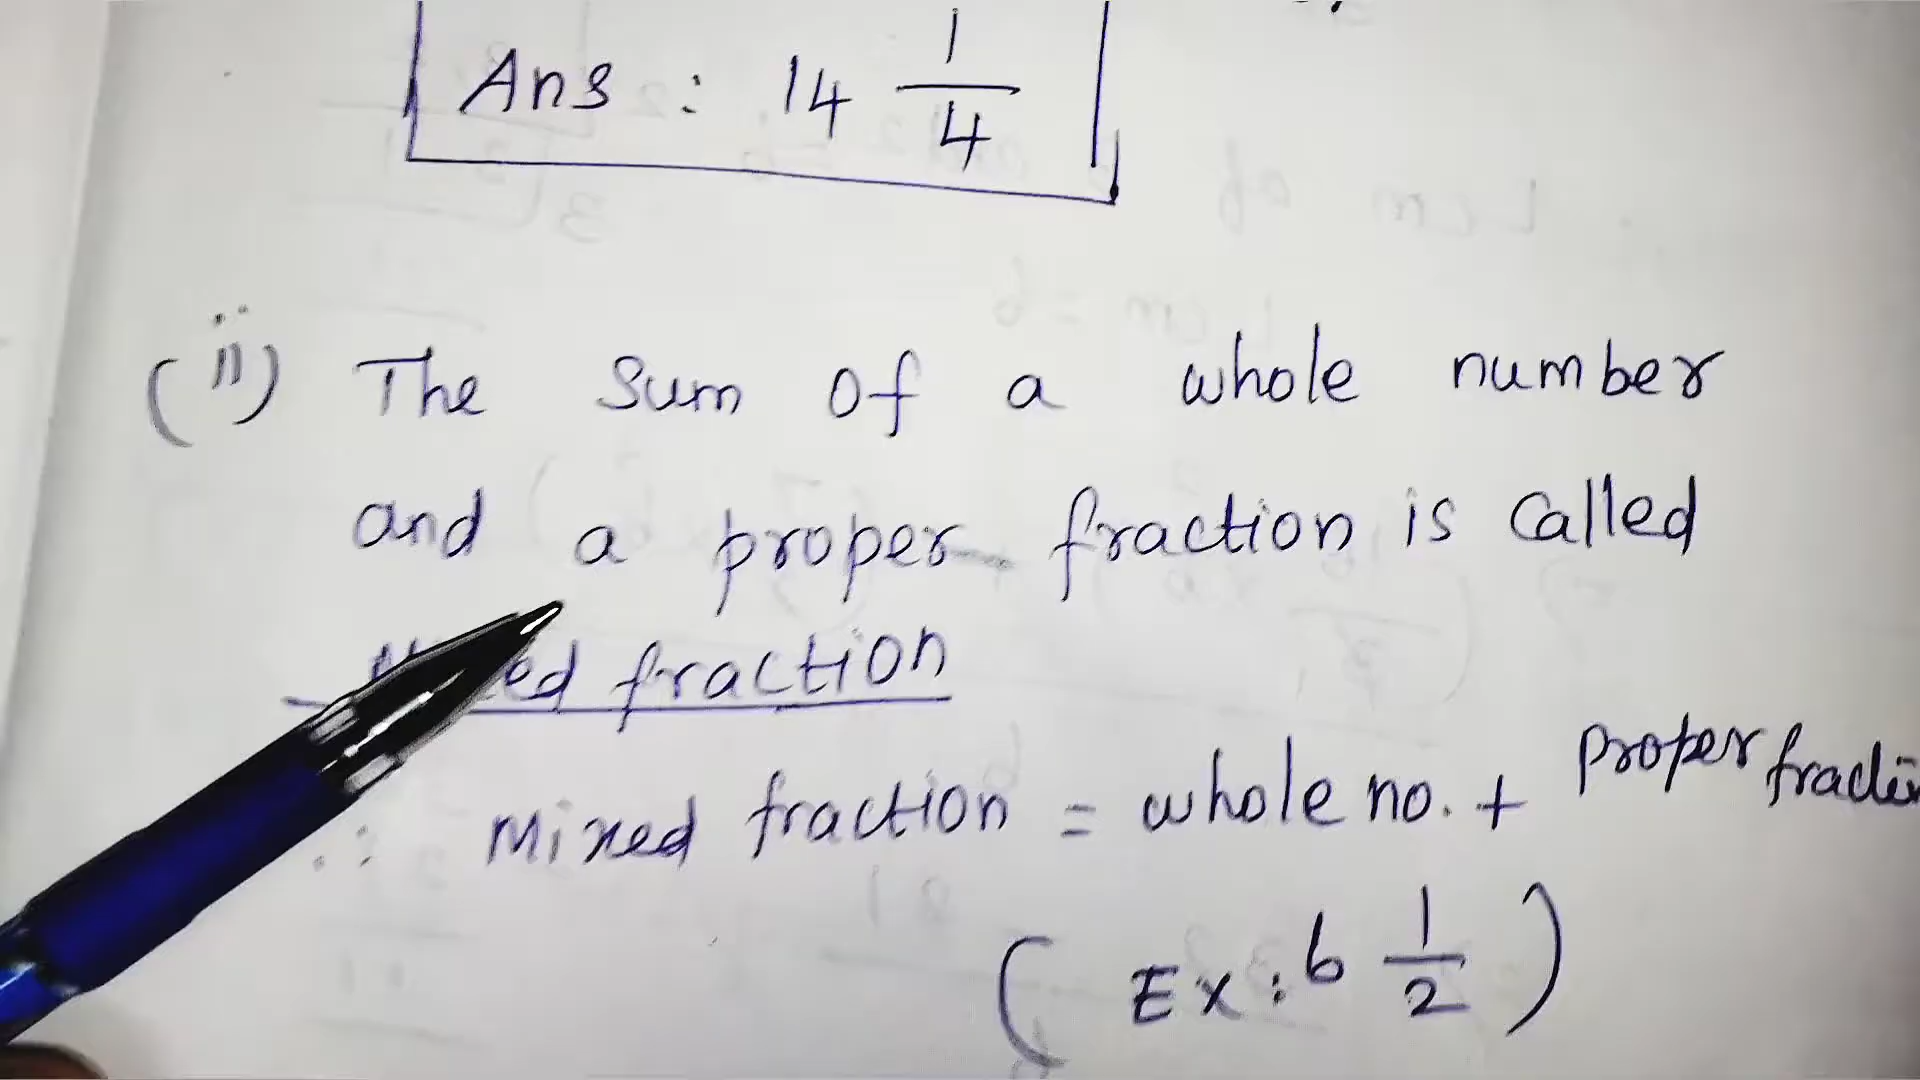 Ans : 14 1/4
(ii) The Sum of a whole number
and a proper fraction is called
fraction
∴ Mixed fraction = whole no. + Proper fraction
(Ex: 6 1/2)